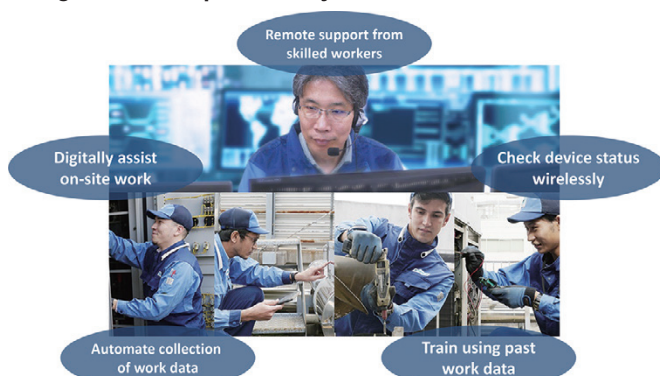 Remote support from
skilled workers
Digitally assist
on-site work
Check device status
wirelessly
Automate collection
of work data
Train using past
work data